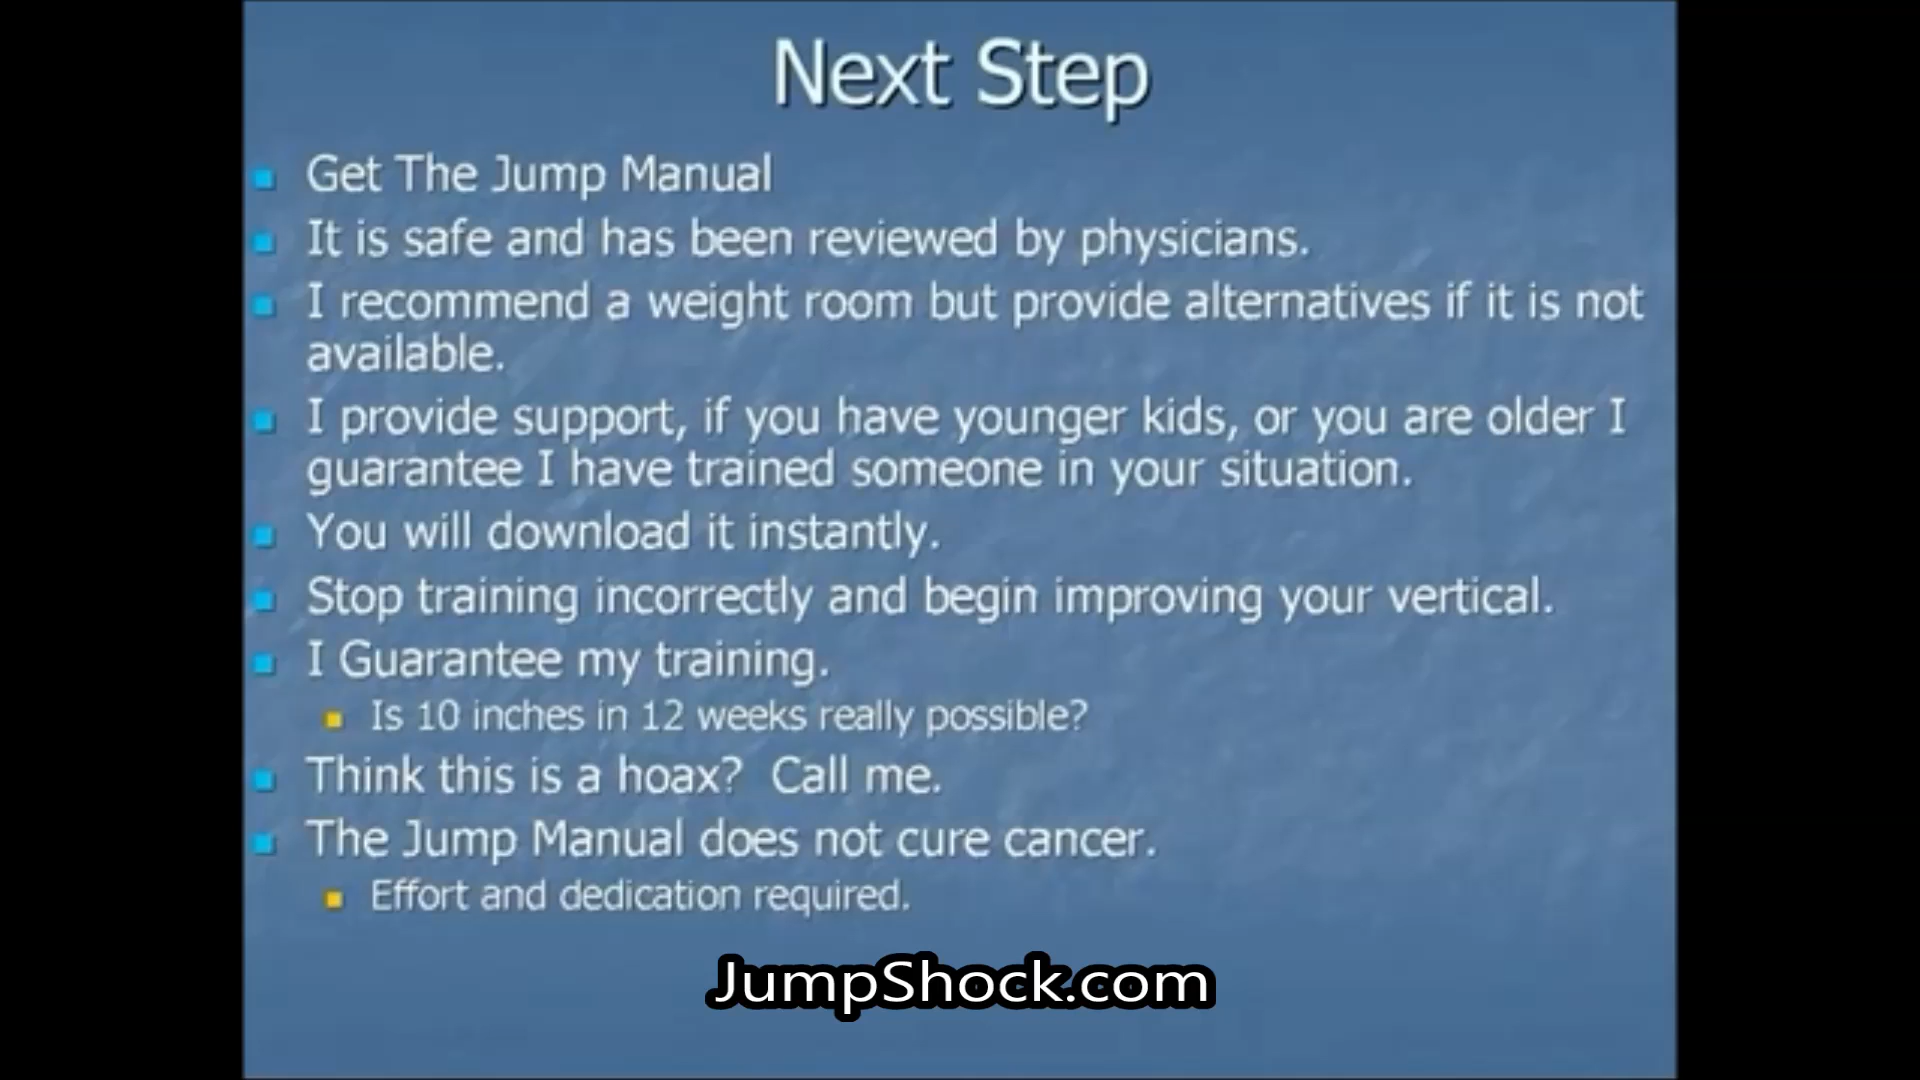 Next Step
Get The Jump Manual
It is safe and has been reviewed by physicians.
I recommend a weight room but provide alternatives if it is not
available.
I provide support, if you have younger kids, or you are older I
guarantee I have trained someone in your situation.
You will download it instantly.
Stop training incorrectly and begin improving your vertical.
I Guarantee my training.
Is 10 inches in 12 weeks really possible?
Think this is a hoax?  Call me.
The Jump Manual does not cure cancer.
Effort and dedication required.
JumpShock.com